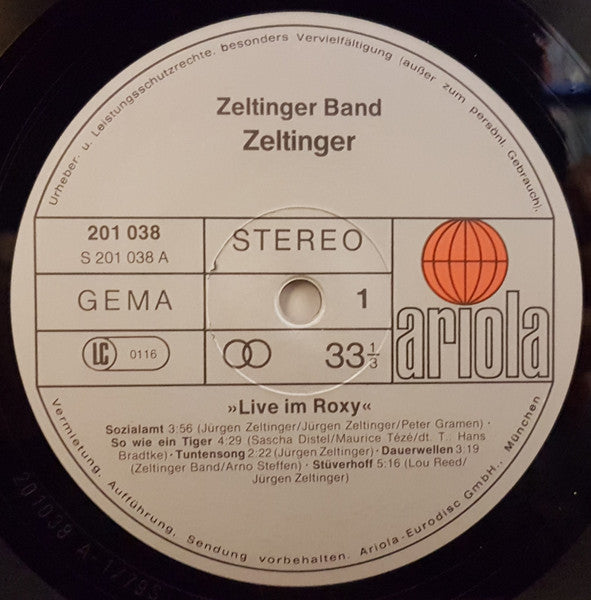 Urheber- u. Leistungsschutzrechte, besonders Vervielfältigung (außer zum persönl. Gebrauch),
Zeltinger Band
Zeltinger
201 038
S 201 038 A
STEREO
GEMA
1
LC 0116
33 1/3
ariola
»Live im Roxy«
Sozialamt 3:56 (Jürgen Zeltinger/Jürgen Zeltinger/Peter Gramen) ·
So wie ein Tiger 4:29 (Sascha Distel/Maurice Tézé/dt. T.: Hans
Bradtke) · Tuntensong 2:22 (Jürgen Zeltinger) · Dauerwellen 3:19
(Zeltinger Band/Arno Steffen) · Stüverhoff 5:16 (Lou Reed/
Jürgen Zeltinger)
Vermietung, Aufführung, Sendung vorbehalten. Ariola-Eurodisc GmbH., München